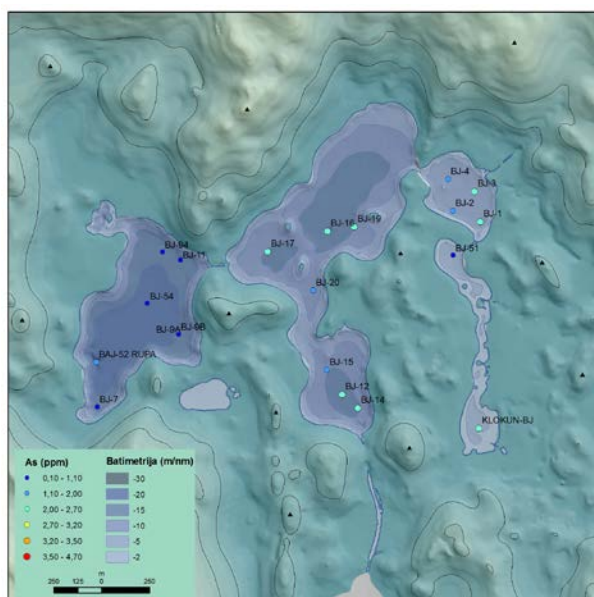 BJ-4
BJ-3
BJ-2
BJ-1
BJ-19
BJ-16
BJ-17
BJ-94
BJ-11
BJ-51
BJ-20
BJ-54
BJ-9A
BJ-9B
BAJ-52 RUPA
BJ-15
BJ-12
BJ-14
BJ-7
KLOKUN-BJ
As (ppm)
0,10 - 1,10
1,10 - 2,00
2,00 - 2,70
2,70 - 3,20
3,20 - 3,50
3,50 - 4,70
Batimetrija (m/nm)
-30
-20
-15
-10
-5
-2
m
250 125 0 250